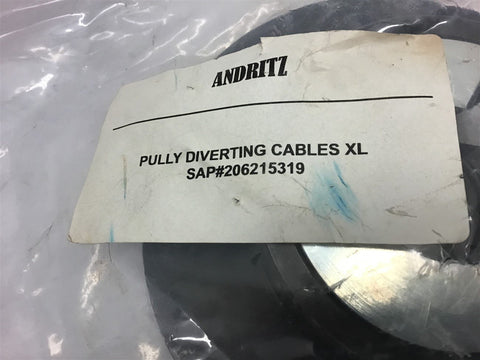 ANDRITZ
PULLY DIVERTING CABLES XL
SAP#206215319